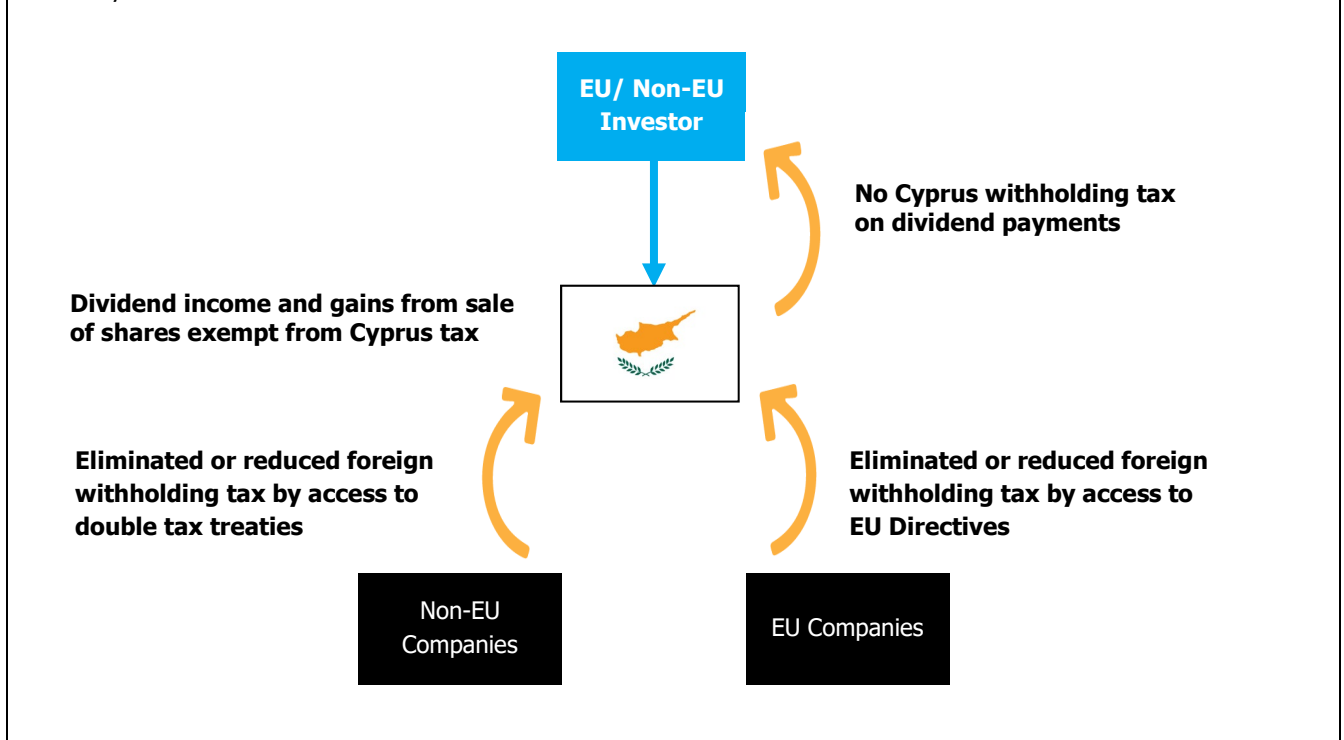 EU/ Non-EU
Investor
No Cyprus withholding tax
on dividend payments
Dividend income and gains from sale
of shares exempt from Cyprus tax
Eliminated or reduced foreign
withholding tax by access to
double tax treaties
Eliminated or reduced foreign
withholding tax by access to
EU Directives
Non-EU
Companies
EU Companies